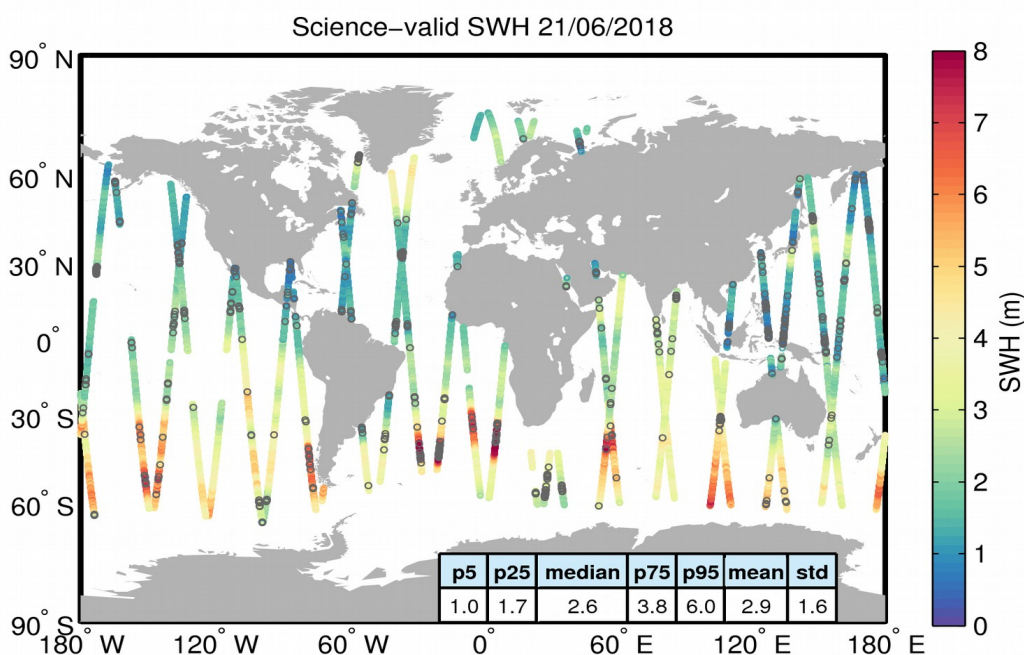 Science−valid SWH 21/06/2018
90° N
60° N
30° N
0°
30° S
60° S
90° S
180° W
120° W
60° W
0°
60° E
120° E
180° E
p5 p25 median p75 p95 mean std
1.0 1.7 2.6 3.8 6.0 2.9 1.6
8
7
6
5
4
3
2
1
0
SWH (m)